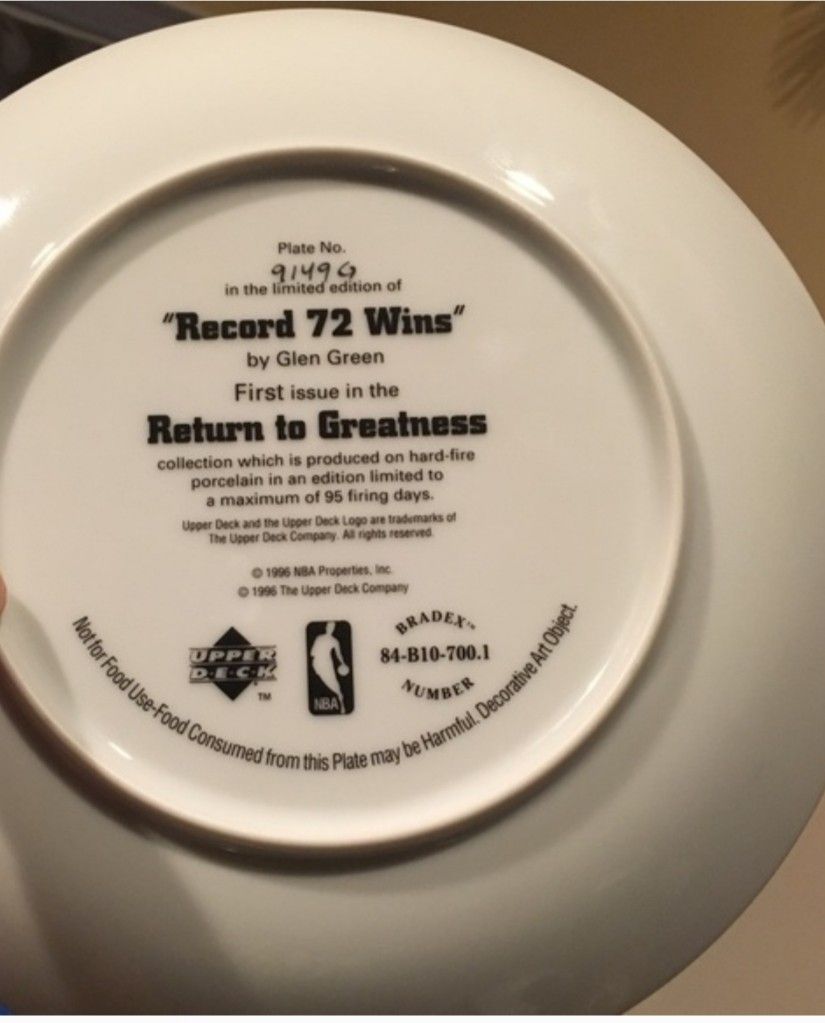 Plate No.
9149G
in the limited edition of
"Record 72 Wins"
by Glen Green
First issue in the
Return to Greatness
collection which is produced on hard-fire
porcelain in an edition limited to
a maximum of 95 firing days.
Upper Deck and the Upper Deck Logo are trademarks of
The Upper Deck Company. All rights reserved.
© 1996 NBA Properties, Inc.
© 1996 The Upper Deck Company
UPPER
DECK
TM
NBA
BRADEX™
84-B10-700.1
NUMBER
Not for Food Use-Food Consumed from this Plate may be Harmful. Decorative Art Object.